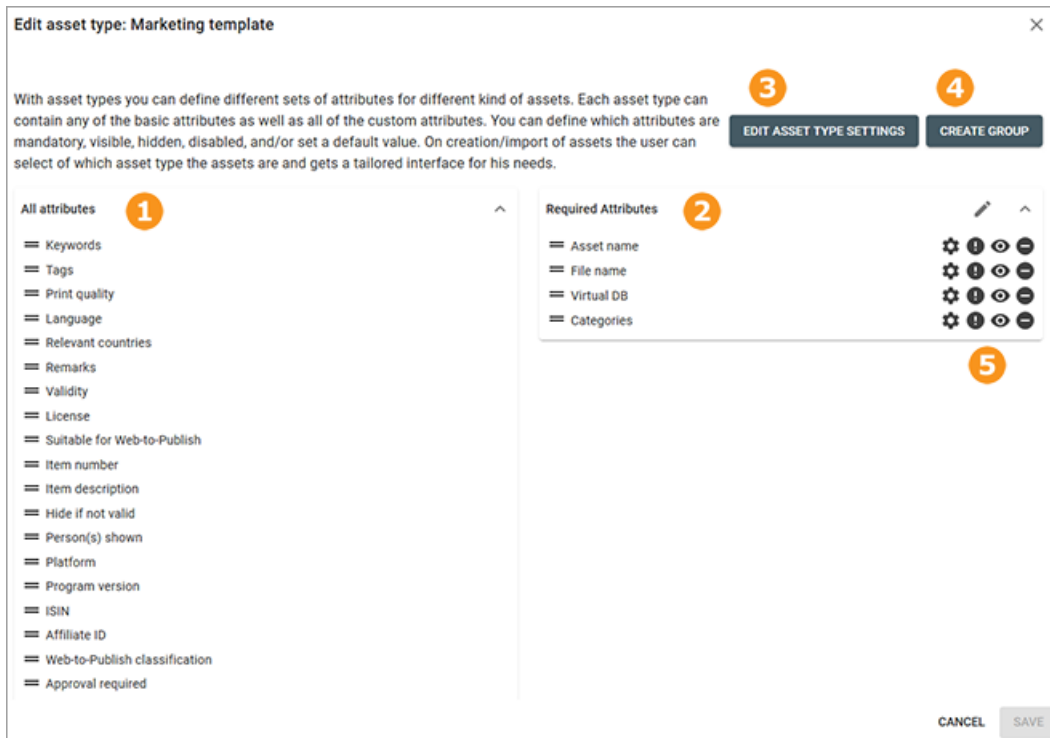 Edit asset type: Marketing template
3
4
With asset types you can define different sets of attributes for different kind of assets. Each asset type can
contain any of the basic attributes as well as all of the custom attributes. You can define which attributes are
mandatory, visible, hidden, disabled, and/or set a default value. On creation/import of assets the user can
select of which asset type the assets are and gets a tailored interface for his needs.
EDIT ASSET TYPE SETTINGS
CREATE GROUP
All attributes
1
Keywords
Tags
Print quality
Language
Relevant countries
Remarks
Validity
License
Suitable for Web-to-Publish
Item number
Item description
Hide if not valid
Person(s) shown
Platform
Program version
ISIN
Affiliate ID
Web-to-Publish classification
Approval required
Required Attributes
2
Asset name
File name
Virtual DB
Categories
5
CANCEL
SAVE